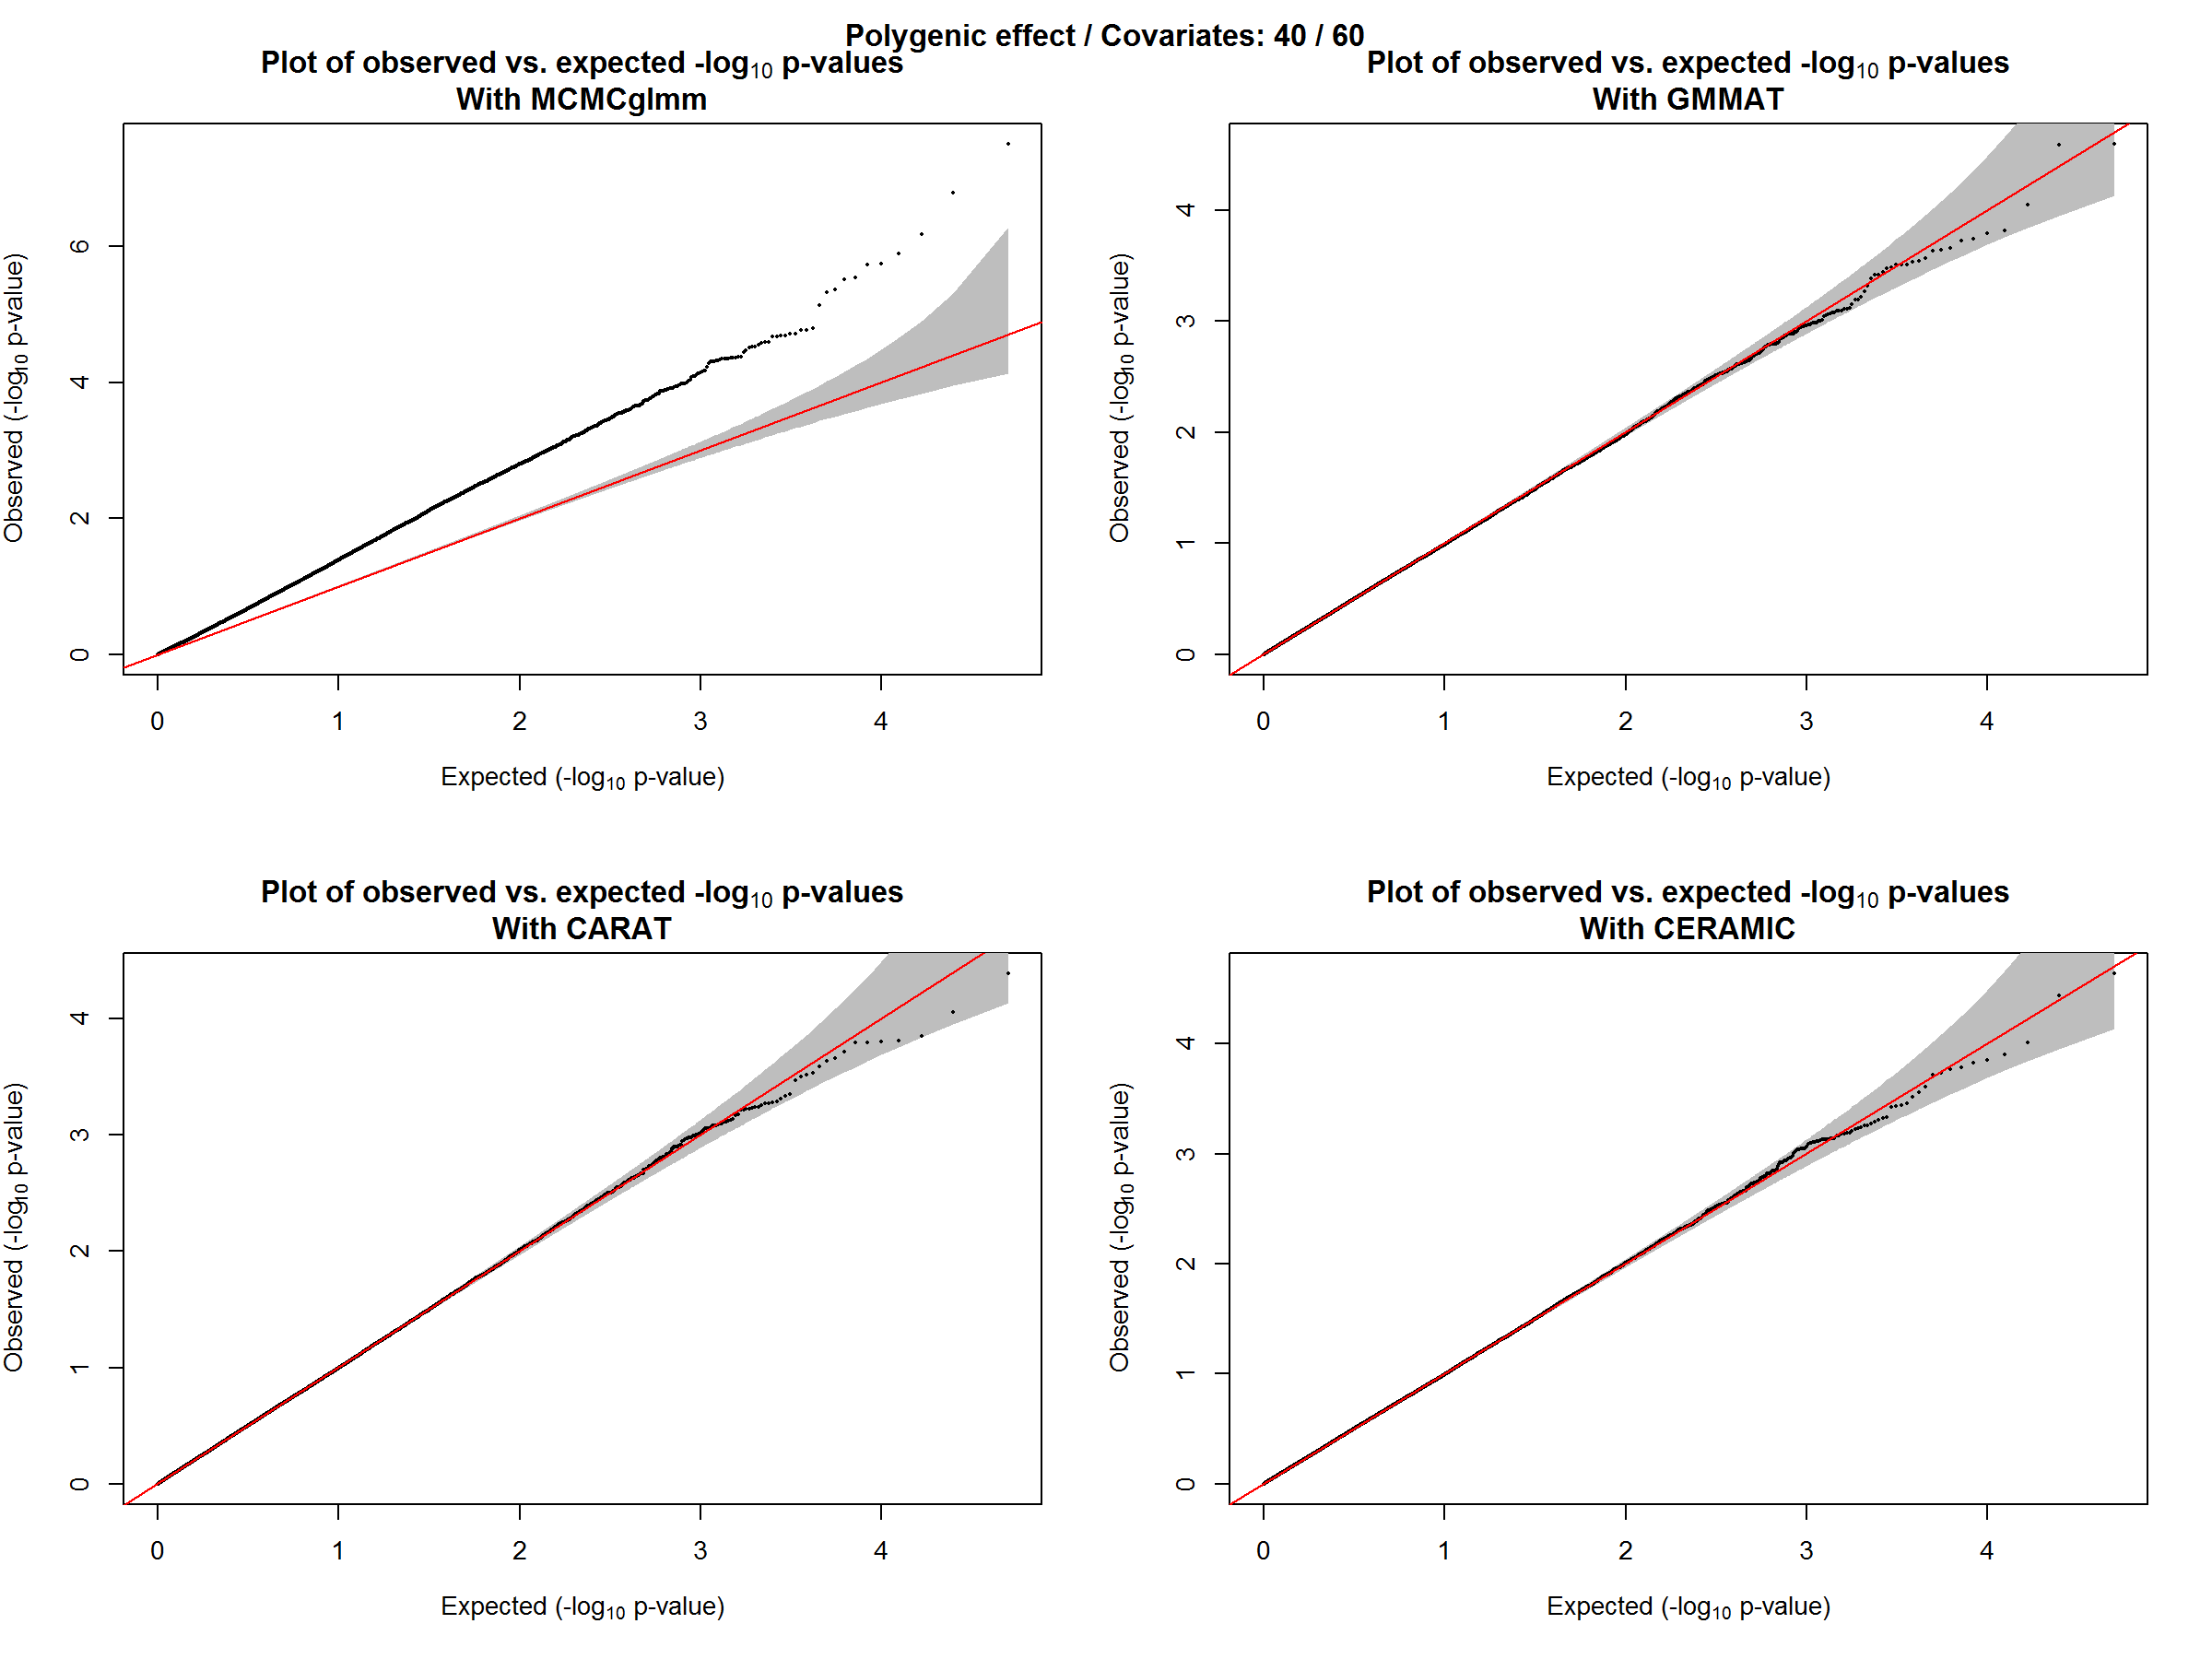 Polygenic effect / Covariates: 40 / 60
Plot of observed vs. expected -log10 p-values
With MCMCglmm
Observed (-log10 p-value)
0
2
4
6
0 1 2 3 4
Expected (-log10 p-value)
Plot of observed vs. expected -log10 p-values
With GMMAT
Observed (-log10 p-value)
0
1
2
3
4
0 1 2 3 4
Expected (-log10 p-value)
Plot of observed vs. expected -log10 p-values
With CARAT
Observed (-log10 p-value)
0
1
2
3
4
0 1 2 3 4
Expected (-log10 p-value)
Plot of observed vs. expected -log10 p-values
With CERAMIC
Observed (-log10 p-value)
0
1
2
3
4
0 1 2 3 4
Expected (-log10 p-value)